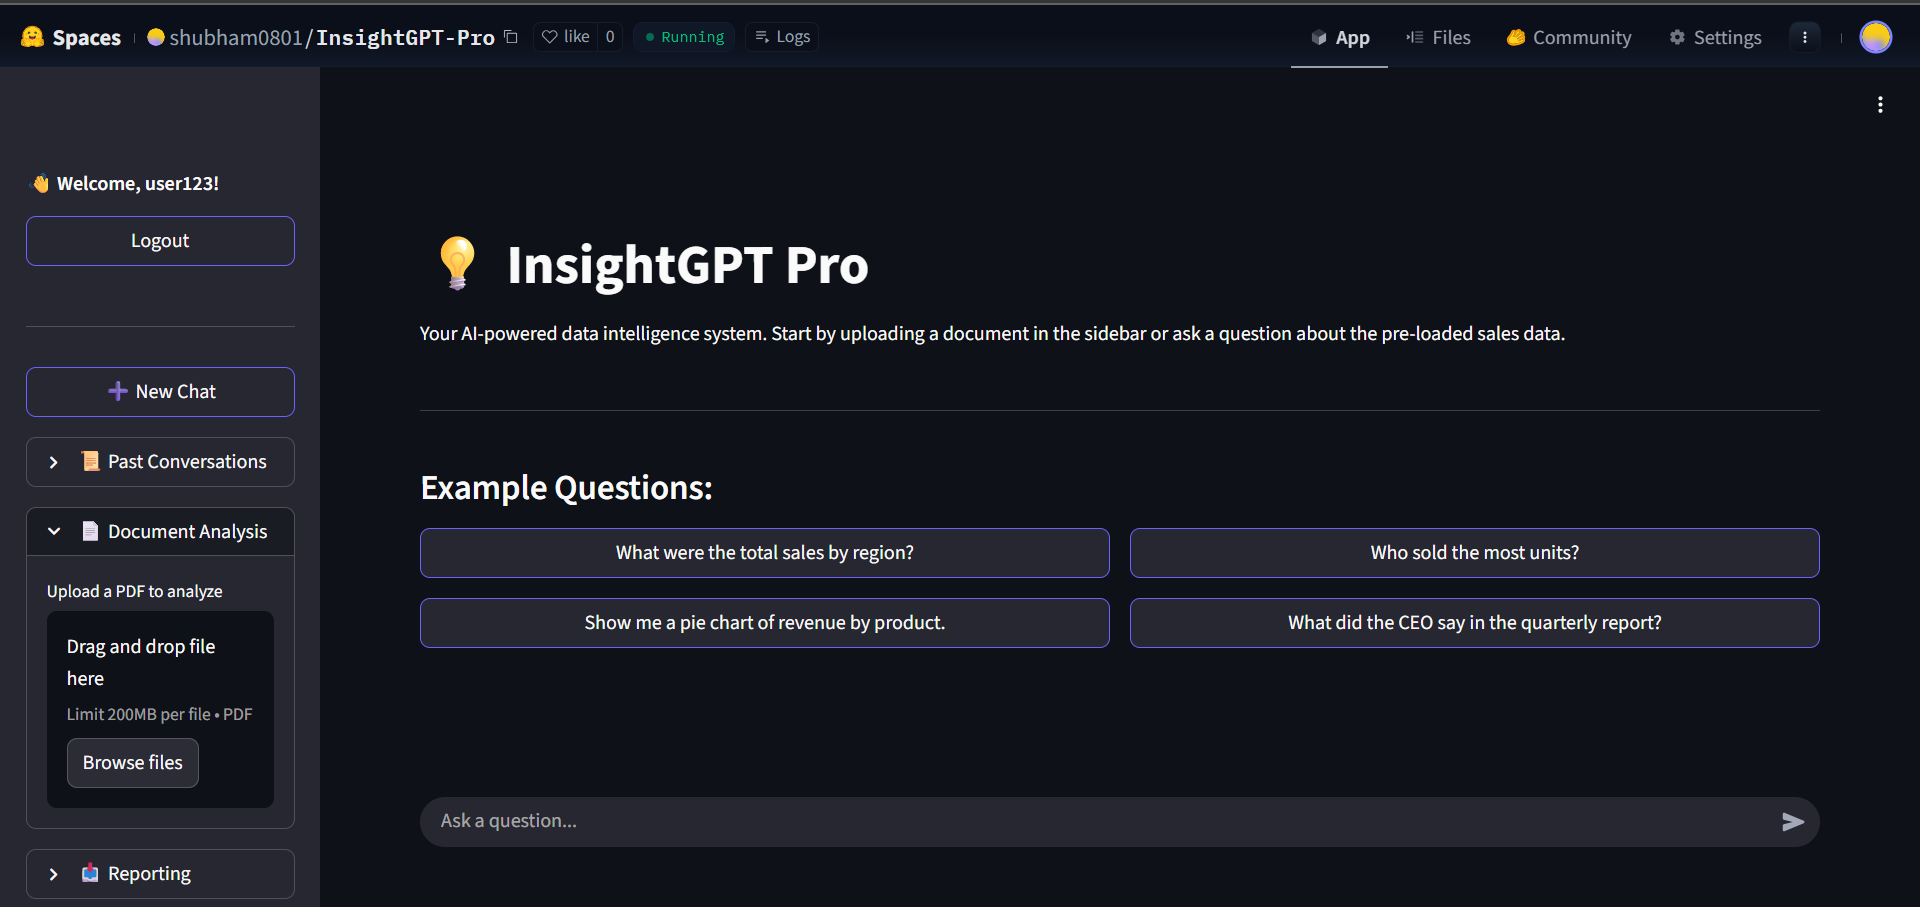 Spaces
shubham0801/InsightGPT-Pro
like 0
Running
Logs
App
Files
Community
Settings
Welcome, user123!
Logout
New Chat
Past Conversations
Document Analysis
Upload a PDF to analyze
Drag and drop file
here
Limit 200MB per file • PDF
Browse files
Reporting
InsightGPT Pro
Your AI-powered data intelligence system. Start by uploading a document in the sidebar or ask a question about the pre-loaded sales data.
Example Questions:
What were the total sales by region?
Who sold the most units?
Show me a pie chart of revenue by product.
What did the CEO say in the quarterly report?
Ask a question...